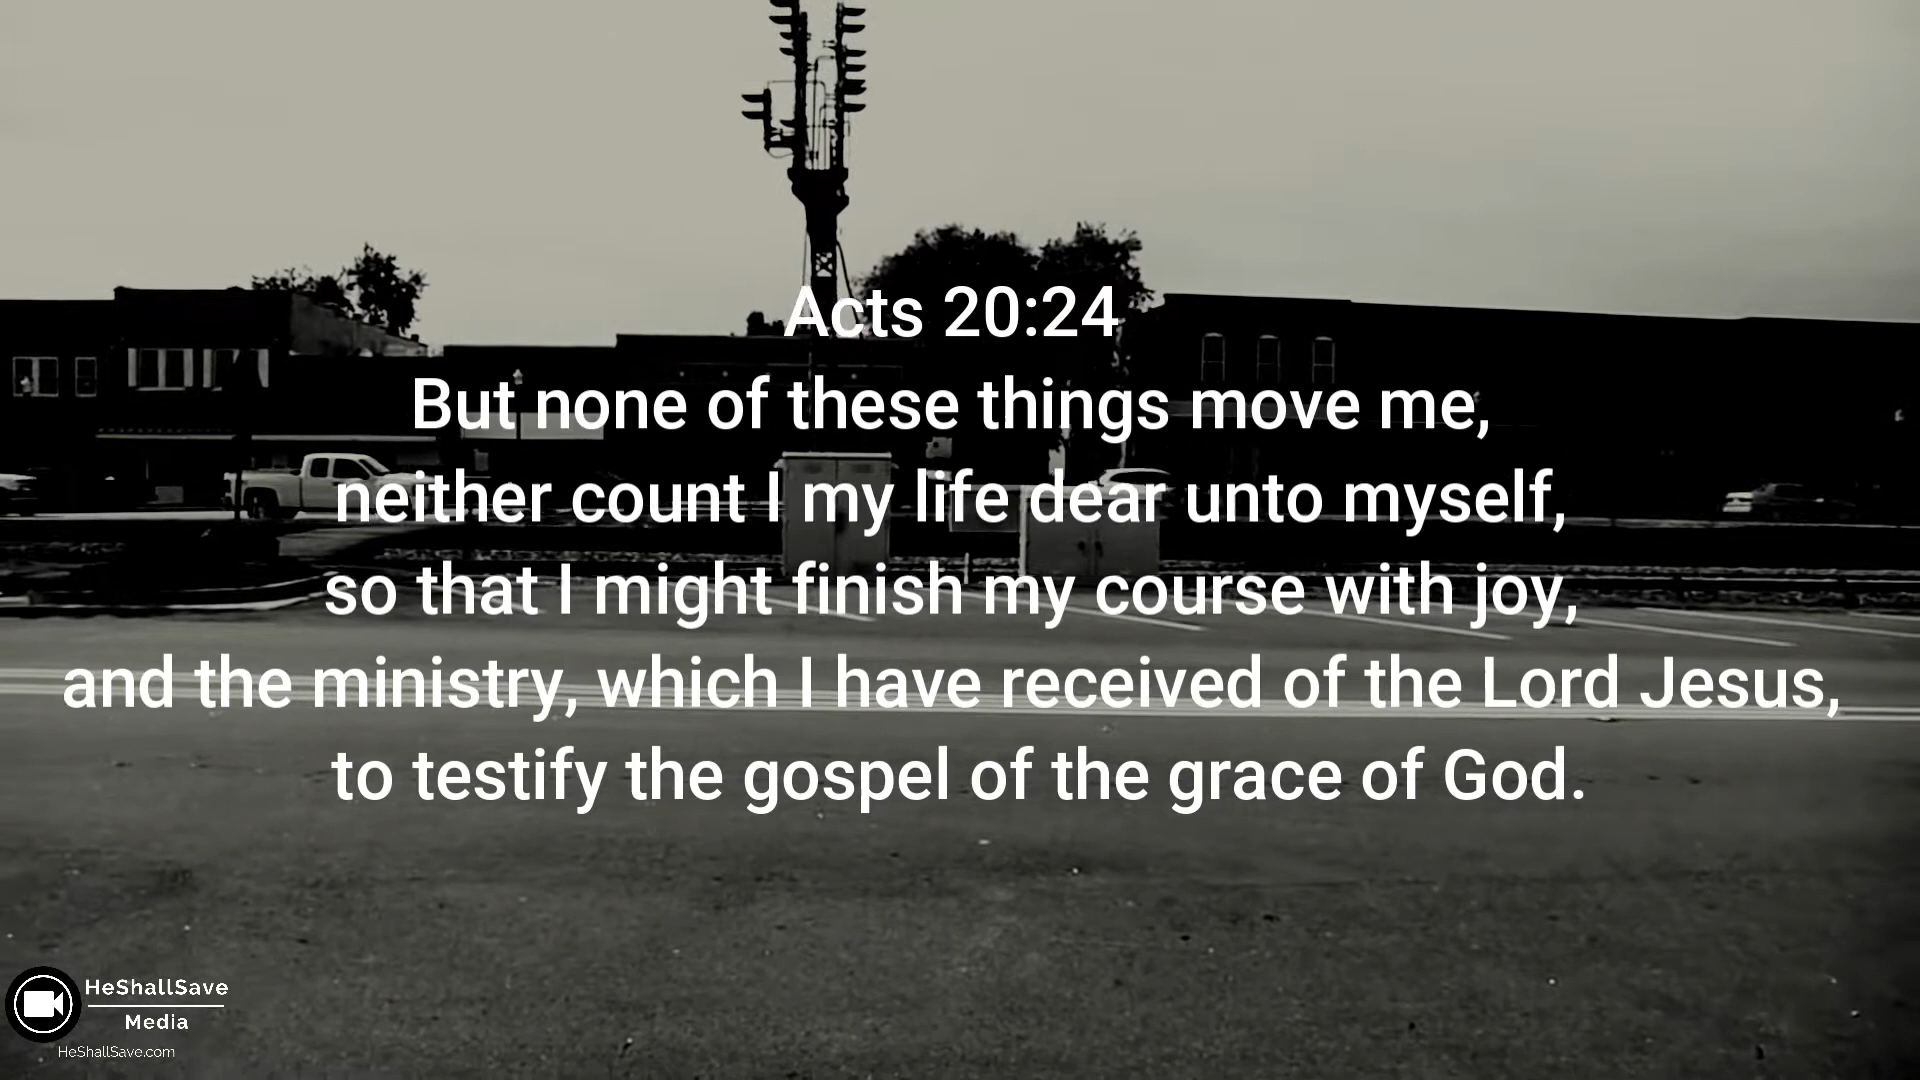 Acts 20:24
But none of these things move me,
neither count I my life dear unto myself,
so that I might finish my course with joy,
and the ministry, which I have received of the Lord Jesus,
to testify the gospel of the grace of God.
HeShallSave
Media
HeShallSave.com